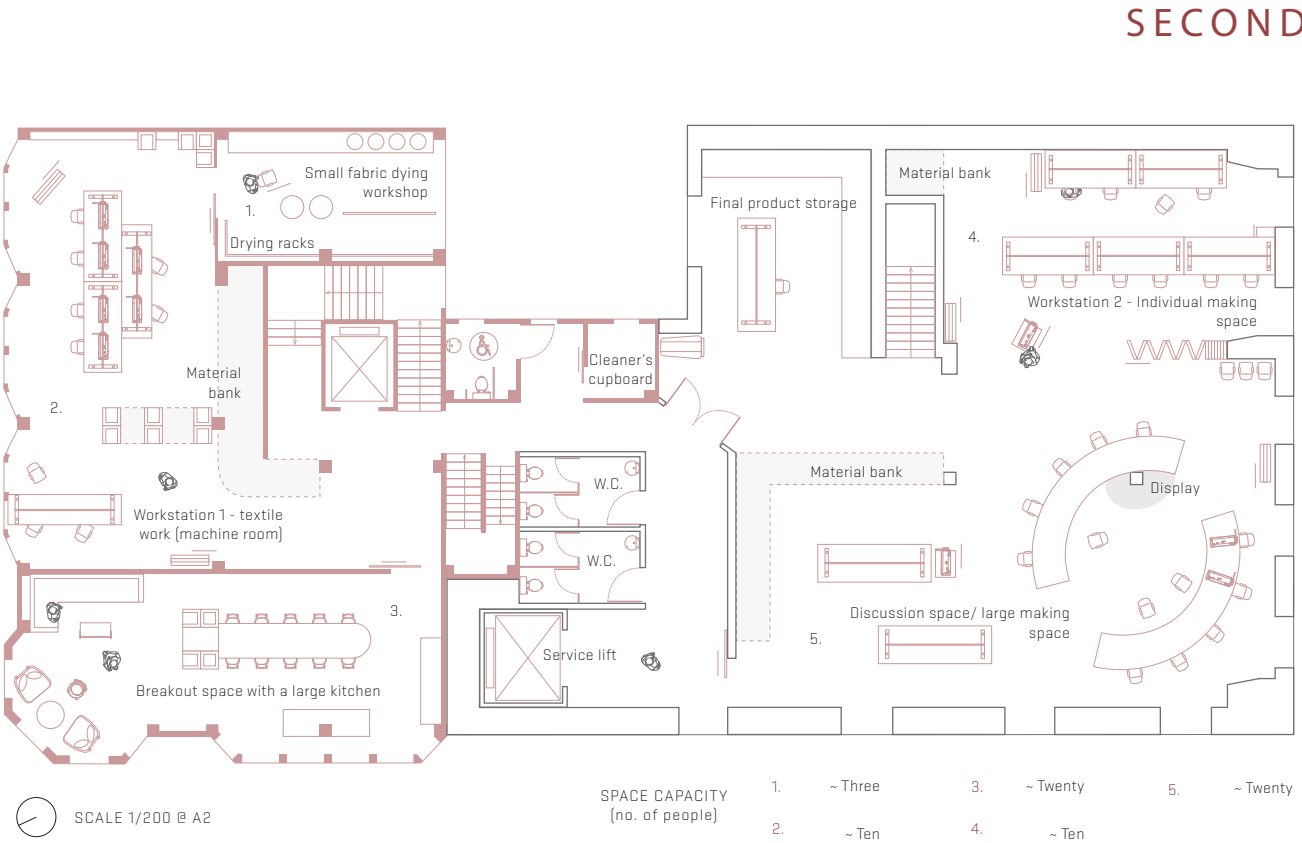 SECOND
Small fabric dying
workshop
1.
Drying racks
Material bank
Final product storage
4.
Workstation 2 - Individual making
space
Cleaner's
cupboard
Material
bank
2.
W.C.
Material bank
Display
Workstation 1 - textile
work (machine room)
W.C.
3.
Discussion space/ large making
space
5.
Service lift
Breakout space with a large kitchen
SCALE 1/200 @ A2
SPACE CAPACITY
(no. of people)
1. ~ Three
2. ~ Ten
3. ~ Twenty
4. ~ Ten
5. ~ Twenty